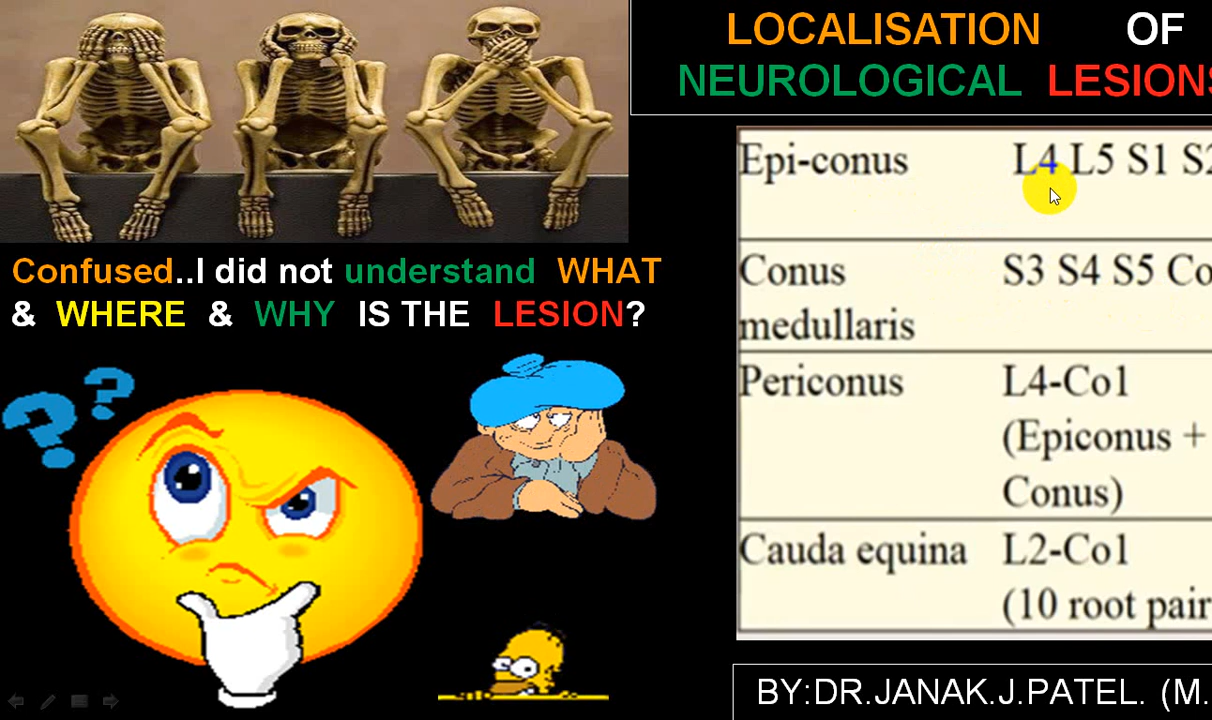 LOCALISATION OF
NEUROLOGICAL LESIONS
Epi-conus L4 L5 S1 S2
Conus S3 S4 S5 Co
medullaris
Periconus L4-Co1
(Epiconus +
Conus)
Cauda equina L2-Co1
(10 root pair
Confused..I did not understand WHAT
& WHERE & WHY IS THE LESION?
BY:DR.JANAK.J.PATEL. (M.